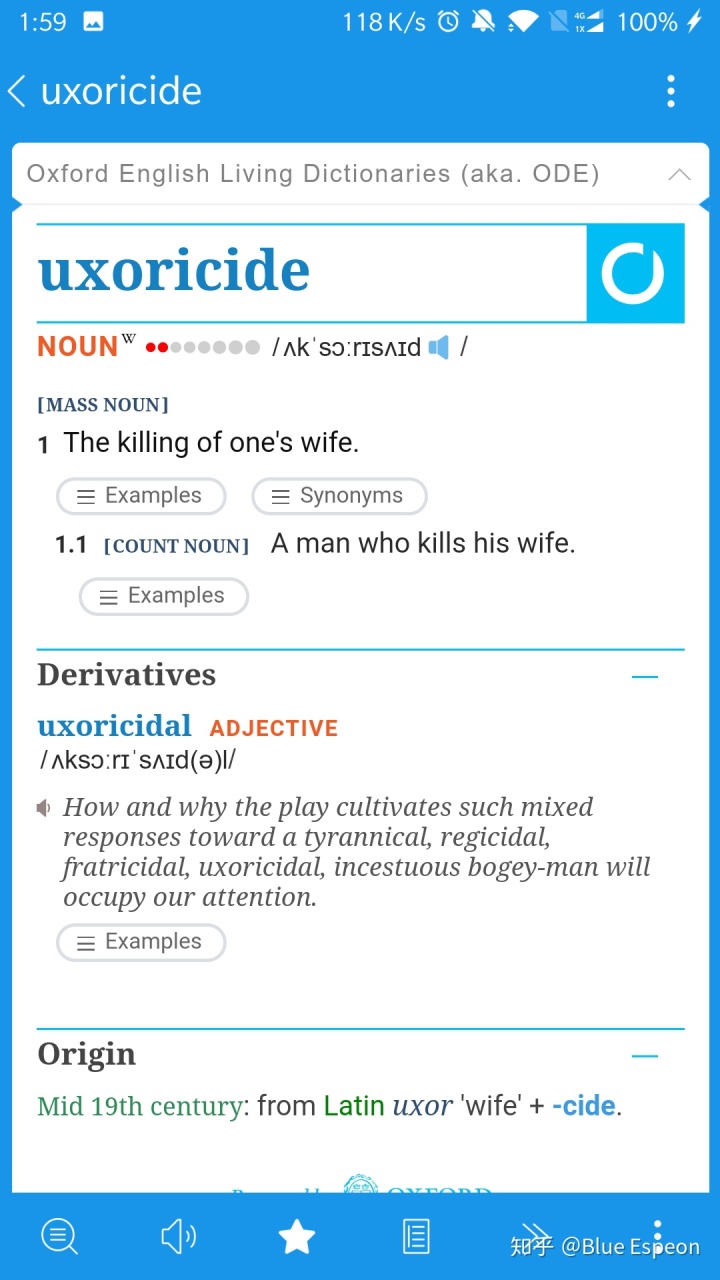 1:59 118 K/s 4G 1X 100%
uxoricide
Oxford English Living Dictionaries (aka. ODE)
uxoricide
NOUN W /ʌkˈsɔːrɪsʌɪd /
[MASS NOUN]
1 The killing of one's wife.
Examples Synonyms
1.1 [COUNT NOUN] A man who kills his wife.
Examples
Derivatives
uxoricidal ADJECTIVE
/ʌksɔːrɪˈsʌɪd(ə)l/
How and why the play cultivates such mixed
responses toward a tyrannical, regicidal,
fratricidal, uxoricidal, incestuous bogey-man will
occupy our attention.
Examples
Origin
Mid 19th century: from Latin uxor 'wife' + -cide.
OXFORD
知乎 @Blue Espeon